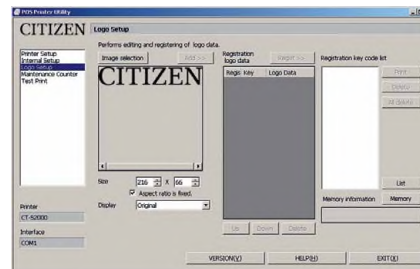 POS Printer Utility
CITIZEN
Logo Setup
Performs editing and registering of logo data.
Printer Setup
Internal Setup
Logo Setup
Maintenance Counter
Test Print
Image selection
Add >>
Registration
logo data
Regist >>
Registration key code list
CITIZEN
Regis Key
Logo Data
Print
Delete
All delete
Size
216
X
66
Aspect ratio is fixed.
Display
Original
Up
Down
Delete
List
Memory information
Memory
Printer
CT-S2000
Interface
COM1
VERSION(V)
HELP(H)
EXIT(X)